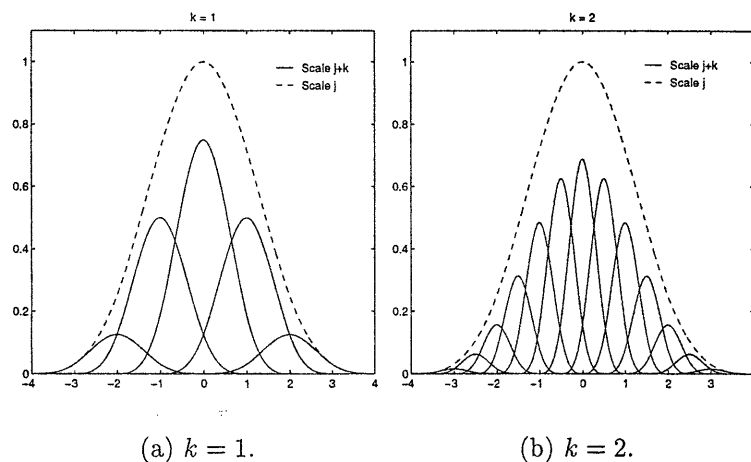 k = 1
1
0.8
0.6
0.4
0.2
0
−4 −3 −2 −1 0 1 2 3 4
Scale j+k
Scale j
(a) k = 1.
k = 2
1
0.8
0.6
0.4
0.2
0
−4 −3 −2 −1 0 1 2 3
Scale j+k
Scale j
(b) k = 2.